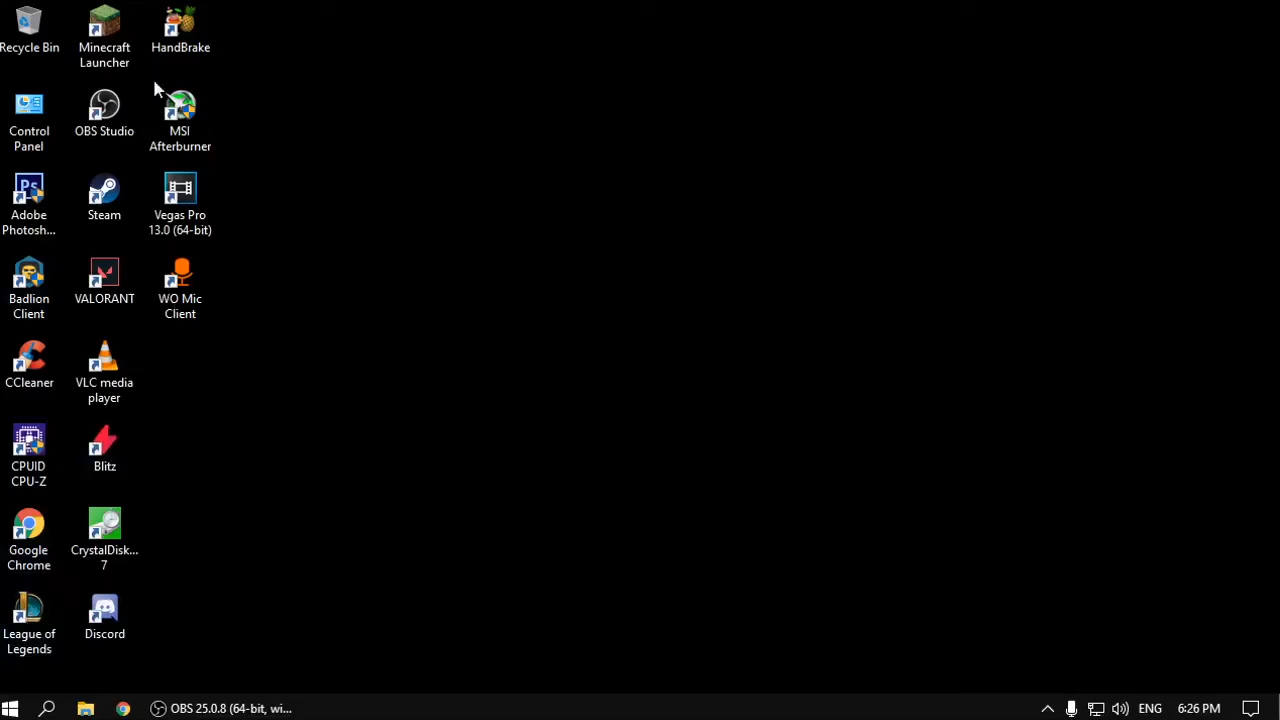 Recycle Bin
Minecraft
Launcher
HandBrake
Control
Panel
OBS Studio
MSI
Afterburner
Ps
Adobe
Photosh...
Steam
Vegas Pro
13.0 (64-bit)
Badlion
Client
VALORANT
WO Mic
Client
CCleaner
VLC media
player
CPUID
CPU-Z
Blitz
Google
Chrome
CrystalDisk...
7
League of
Legends
Discord
OBS 25.0.8 (64-bit, wi...
ENG
6:26 PM